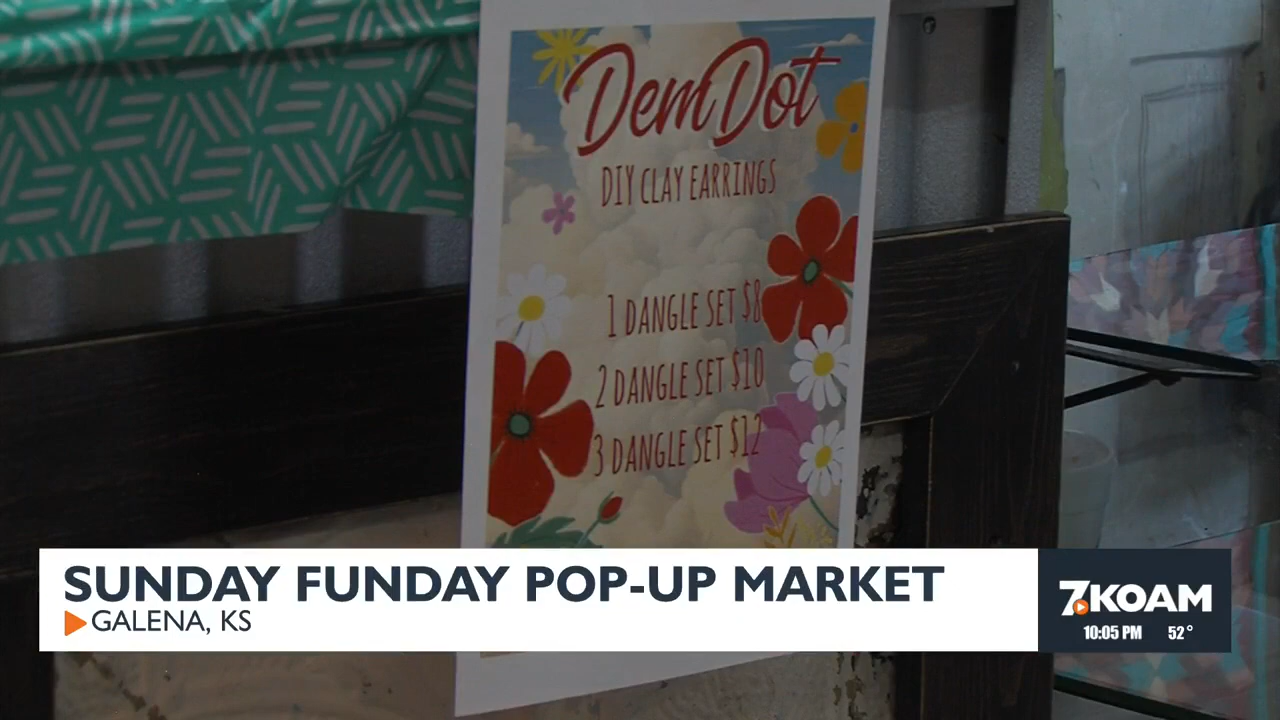 DemDot
DIY CLAY EARRINGS
1 DANGLE SET $8
2 DANGLE SET $10
3 DANGLE SET $12
SUNDAY FUNDAY POP-UP MARKET
GALENA, KS
7KOAM
10:05 PM 52°